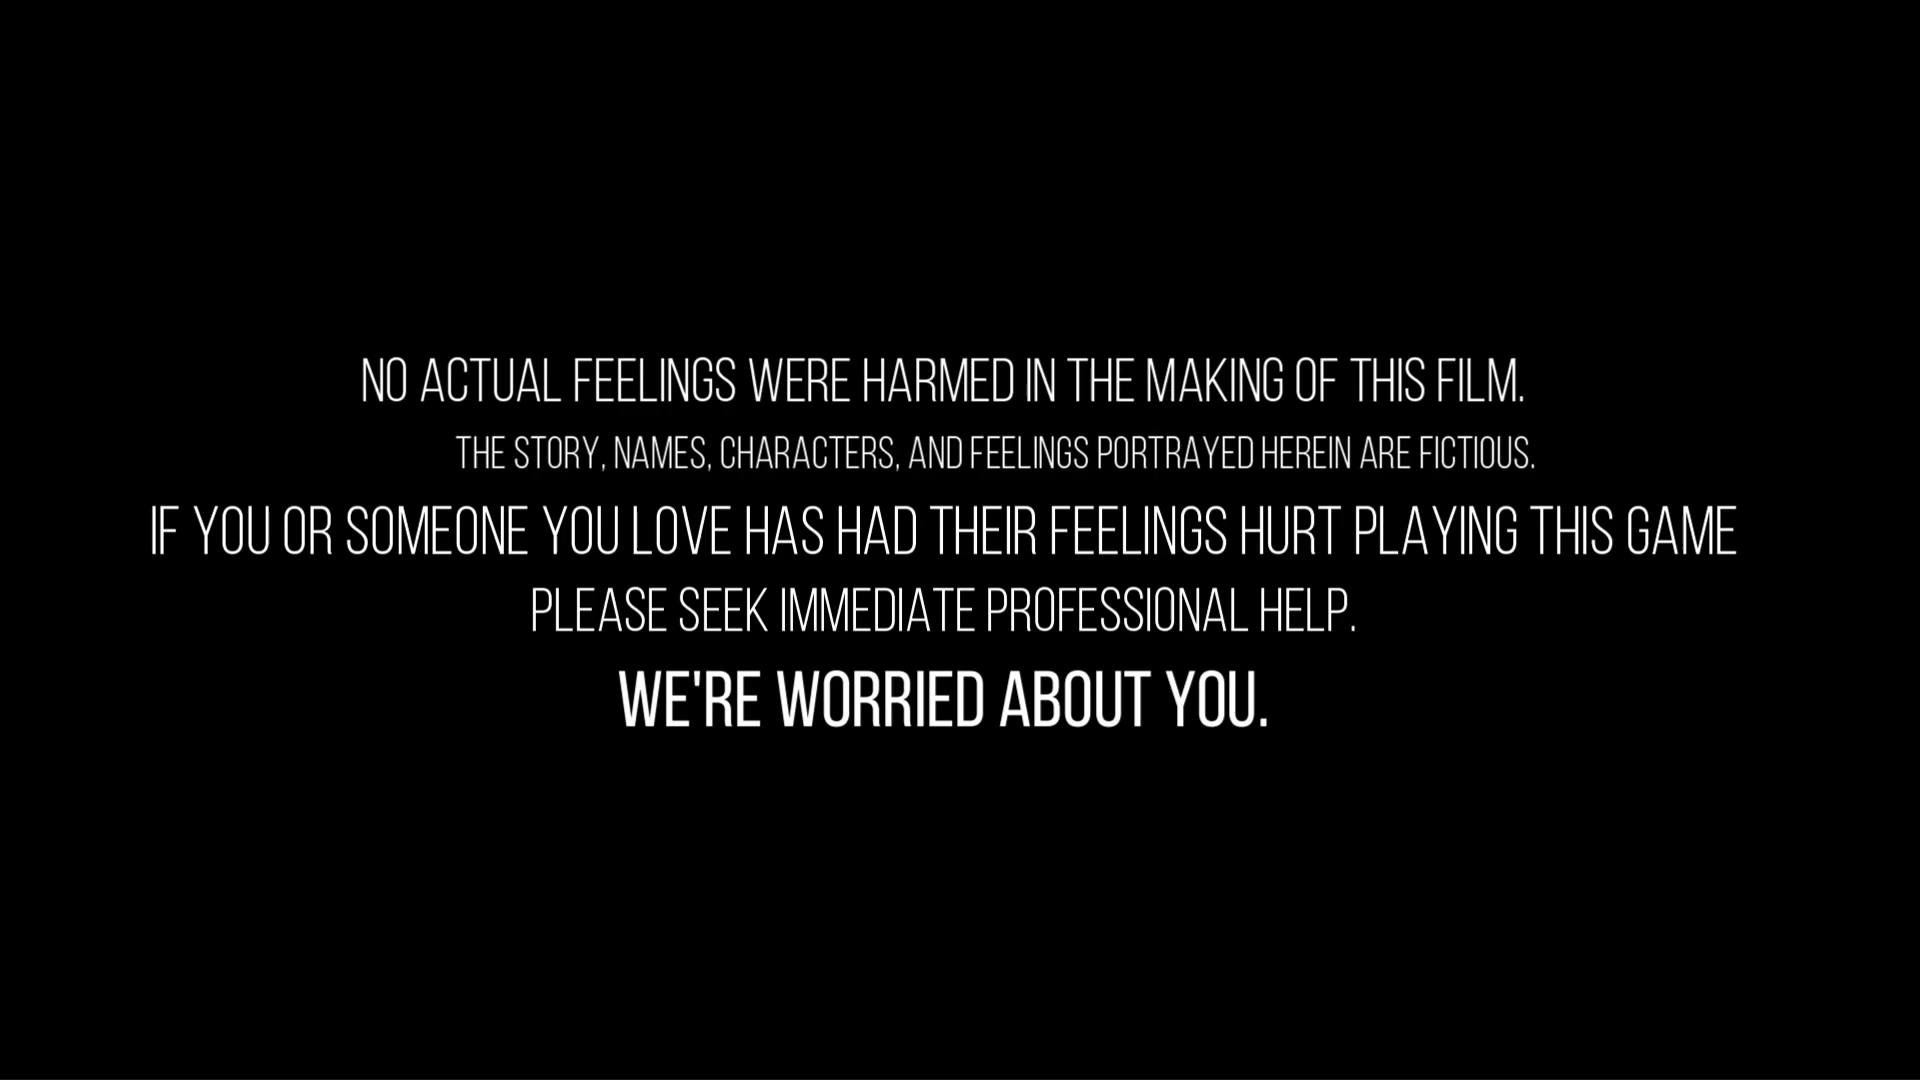 NO ACTUAL FEELINGS WERE HARMED IN THE MAKING OF THIS FILM.
THE STORY, NAMES, CHARACTERS, AND FEELINGS PORTRAYED HEREIN ARE FICTIOUS.
IF YOU OR SOMEONE YOU LOVE HAS HAD THEIR FEELINGS HURT PLAYING THIS GAME
PLEASE SEEK IMMEDIATE PROFESSIONAL HELP.
WE'RE WORRIED ABOUT YOU.